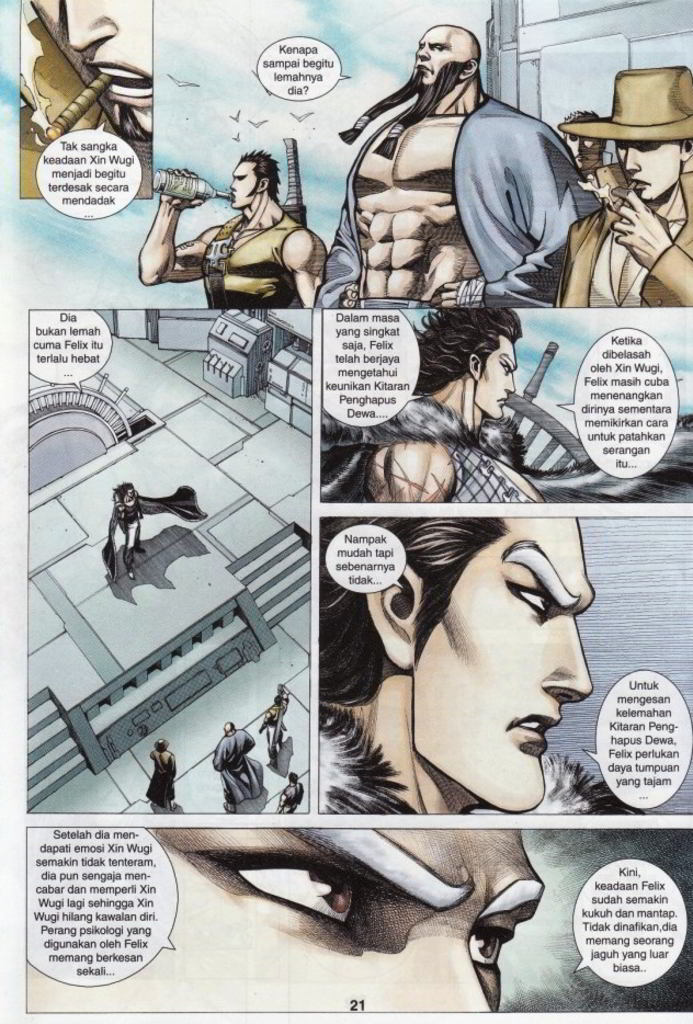 Tak sangka
keadaan Xin Wugi
menjadi begitu
terdesak secara
mendadak
...
Kenapa
sampai begitu
lemahnya
dia?
Dia
bukan lemah
cuma Felix itu
terlalu hebat
...
Dalam masa
yang singkat
saja, Felix
telah berjaya
mengetahui
keunikan Kitaran
Penghapus
Dewa....
Ketika
dibelasah
oleh Xin Wugi,
Felix masih cuba
menenangkan
dirinya sementara
memikirkan cara
untuk patahkan
serangan
itu...
Nampak
mudah tapi
sebenarnya
tidak...
Untuk
mengesan
kelemahan
Kitaran Peng-
hapus Dewa,
Felix perlukan
daya tumpuan
yang tajam
...
Setelah dia men-
dapati emosi Xin Wugi
semakin tidak tenteram,
dia pun sengaja men-
cabar dan memperli Xin
Wugi lagi sehingga Xin
Wugi hilang kawalan diri.
Perang psikologi yang
digunakan oleh Felix
memang berkesan
sekali...
Kini,
keadaan Felix
sudah semakin
kukuh dan mantap.
Tidak dinafikan,dia
memang seorang
jaguh yang luar
biasa..
21